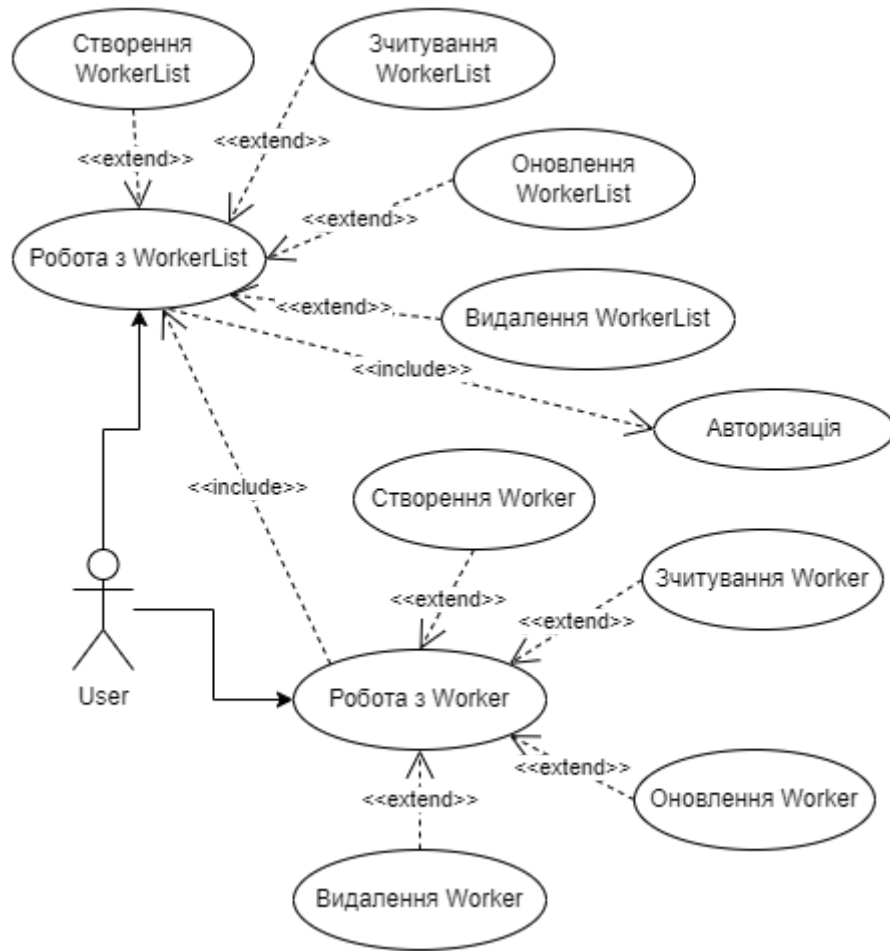 Створення
WorkerList
Зчитування
WorkerList
<<extend>>
<<extend>>
Оновлення
WorkerList
<<extend>>
Робота з WorkerList
<<extend>>
Видалення WorkerList
<<include>>
Авторизація
<<include>>
Створення Worker
Зчитування Worker
<<extend>>
<<extend>>
User
Робота з Worker
<<extend>>
<<extend>>
Оновлення Worker
Видалення Worker